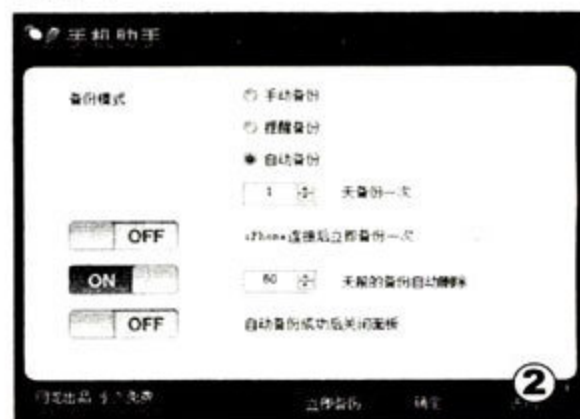 手机助手
备份模式
手动备份
提醒备份
自动备份
1 天备份一次
OFF iPhone连接后立即备份一次
ON 60 天前的备份自动删除
OFF 自动备份成功后关闭面板
立即备份 确定
②